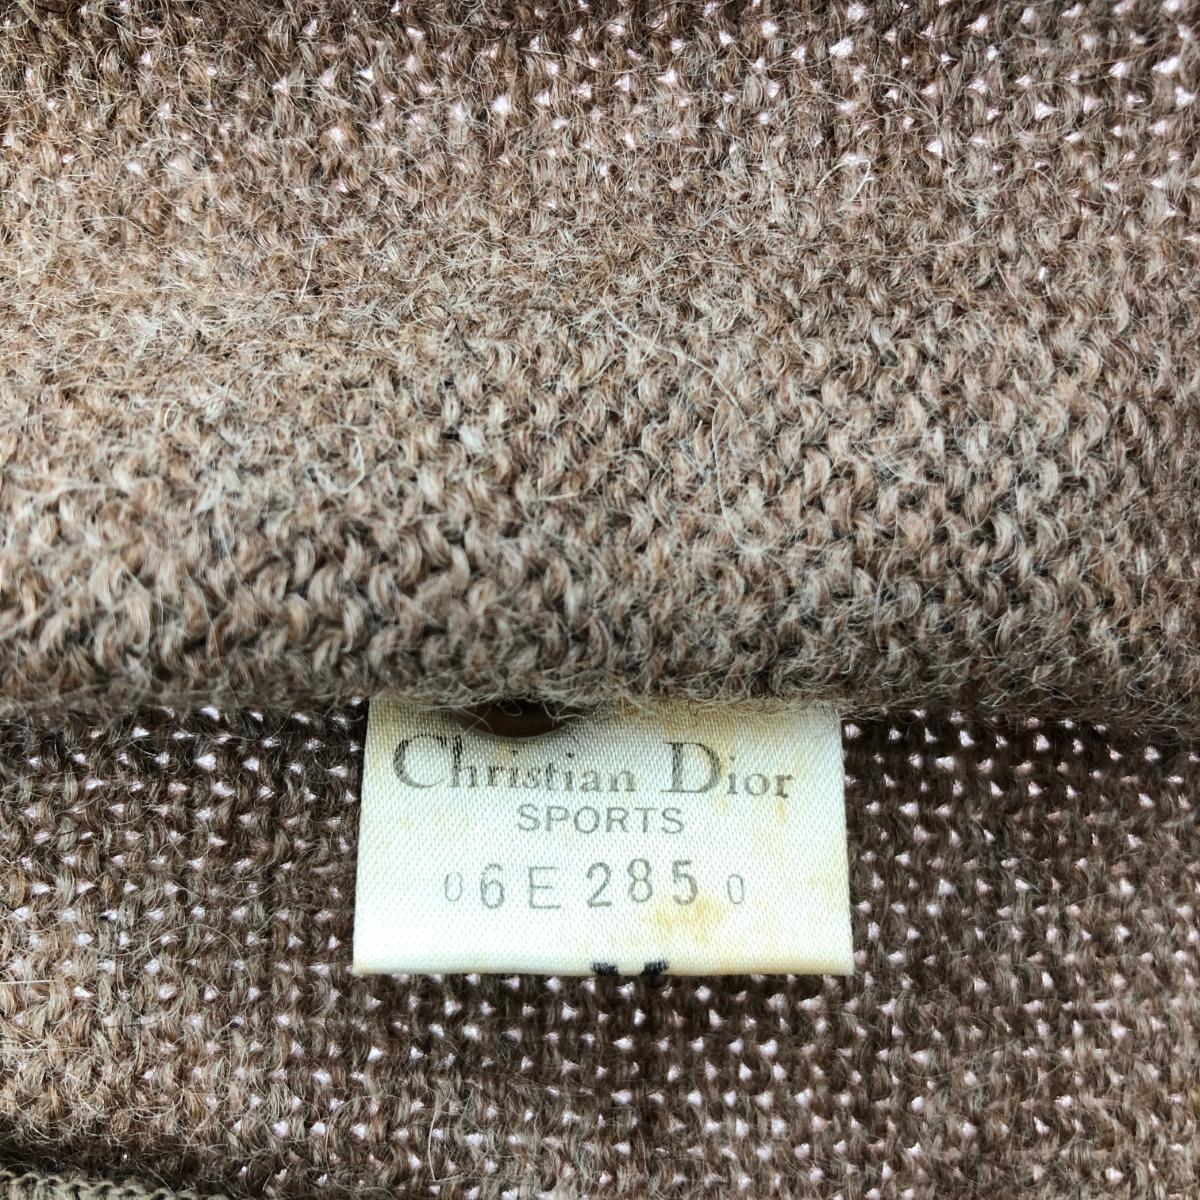 Christian Dior
SPORTS
06E2850